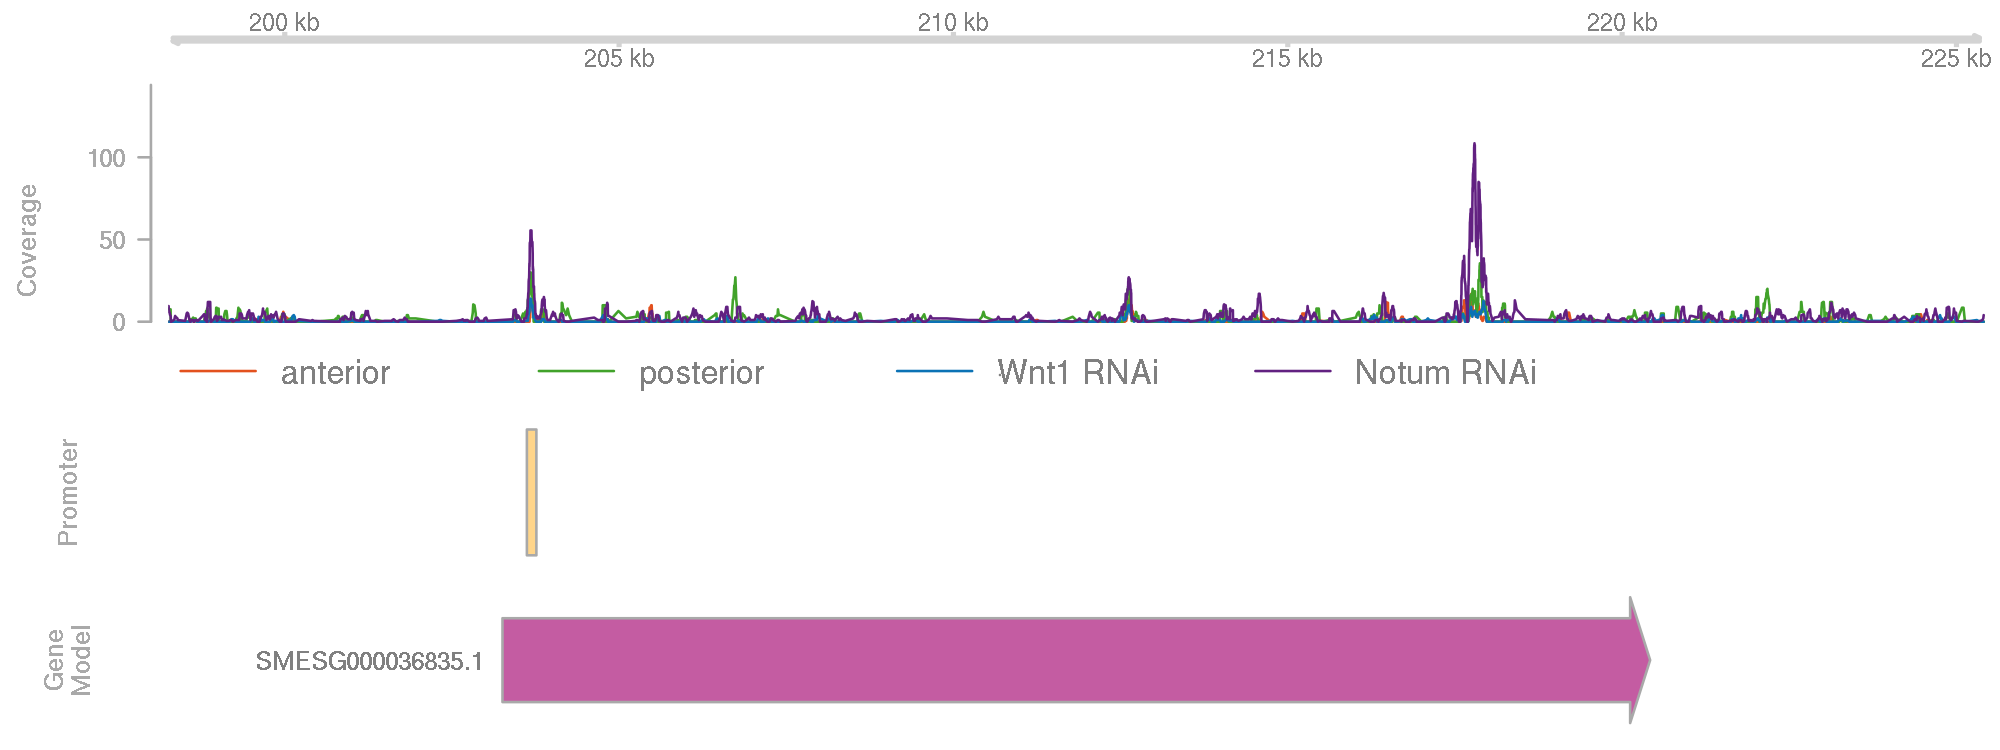 200 kb
210 kb
220 kb
205 kb
215 kb
225 kb
Coverage
100
50
0
anterior
posterior
Wnt1 RNAi
Notum RNAi
Promoter
Gene
Model
SMESG000036835.1